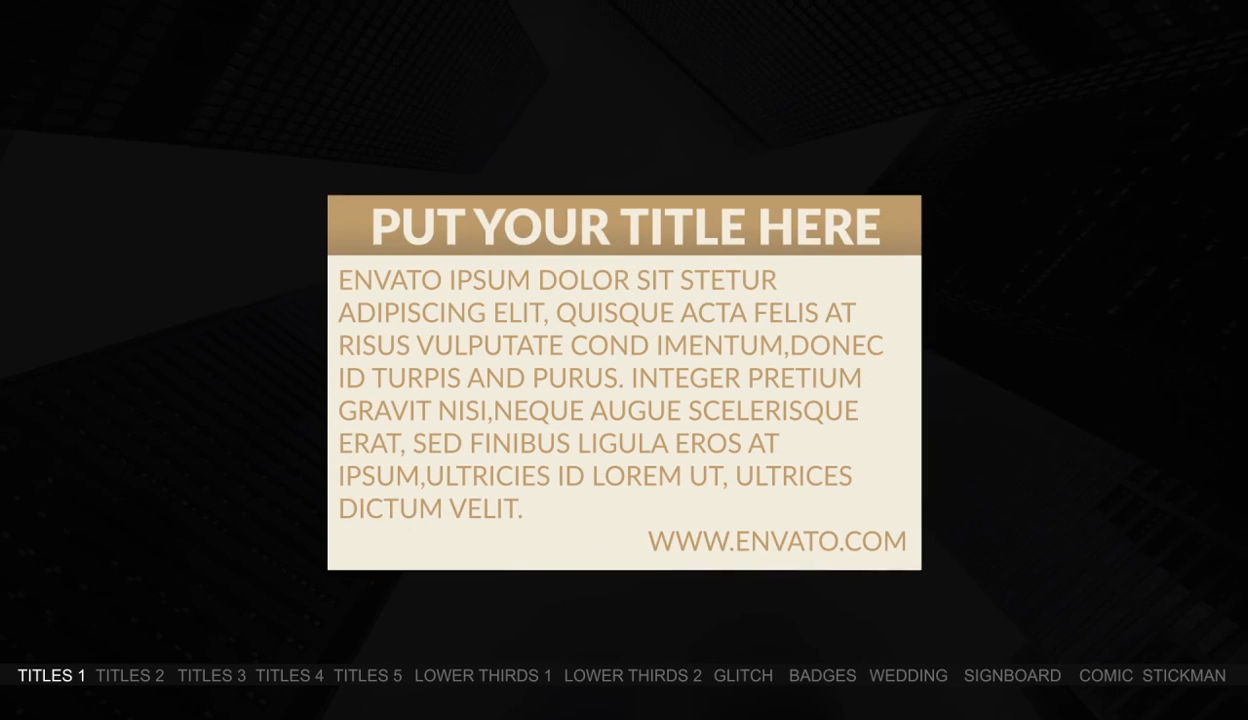 PUT YOUR TITLE HERE
ENVATO IPSUM DOLOR SIT STETUR
ADIPISCING ELIT, QUISQUE ACTA FELIS AT
RISUS VULPUTATE COND IMENTUM,DONEC
ID TURPIS AND PURUS. INTEGER PRETIUM
GRAVIT NISI,NEQUE AUGUE SCELERISQUE
ERAT, SED FINIBUS LIGULA EROS AT
IPSUM,ULTRICIES ID LOREM UT, ULTRICES
DICTUM VELIT.
WWW.ENVATO.COM
TITLES 1 TITLES 2 TITLES 3 TITLES 4 TITLES 5 LOWER THIRDS 1 LOWER THIRDS 2 GLITCH BADGES WEDDING SIGNBOARD COMIC STICKMAN